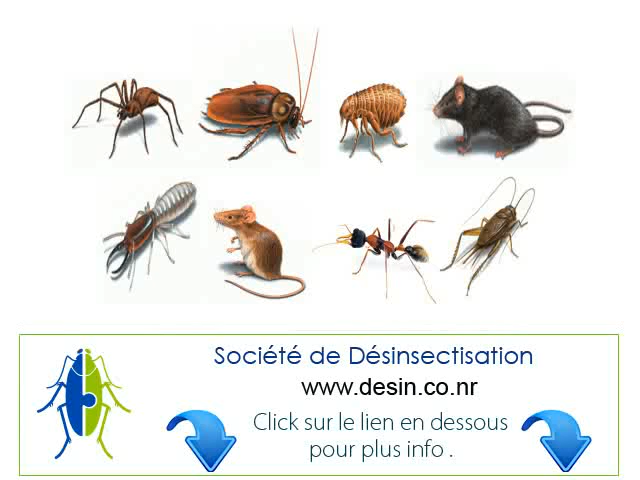 Société de Désinsectisation
www.desin.co.nr
Click sur le lien en dessous
pour plus info .